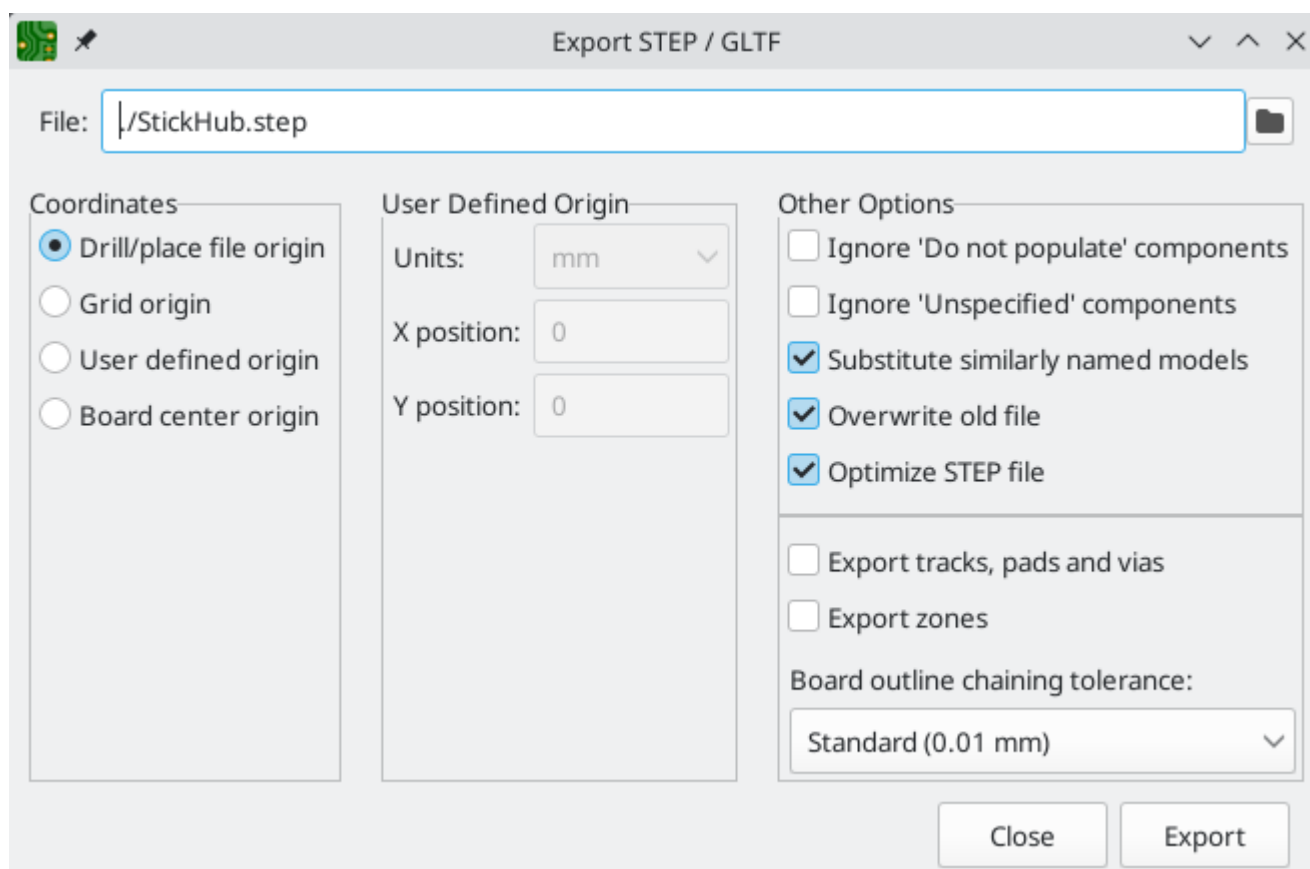 Export STEP / GLTF
File: ./StickHub.step
Coordinates
Drill/place file origin
Grid origin
User defined origin
Board center origin
User Defined Origin
Units: mm
X position: 0
Y position: 0
Other Options
Ignore 'Do not populate' components
Ignore 'Unspecified' components
Substitute similarly named models
Overwrite old file
Optimize STEP file
Export tracks, pads and vias
Export zones
Board outline chaining tolerance:
Standard (0.01 mm)
Close Export